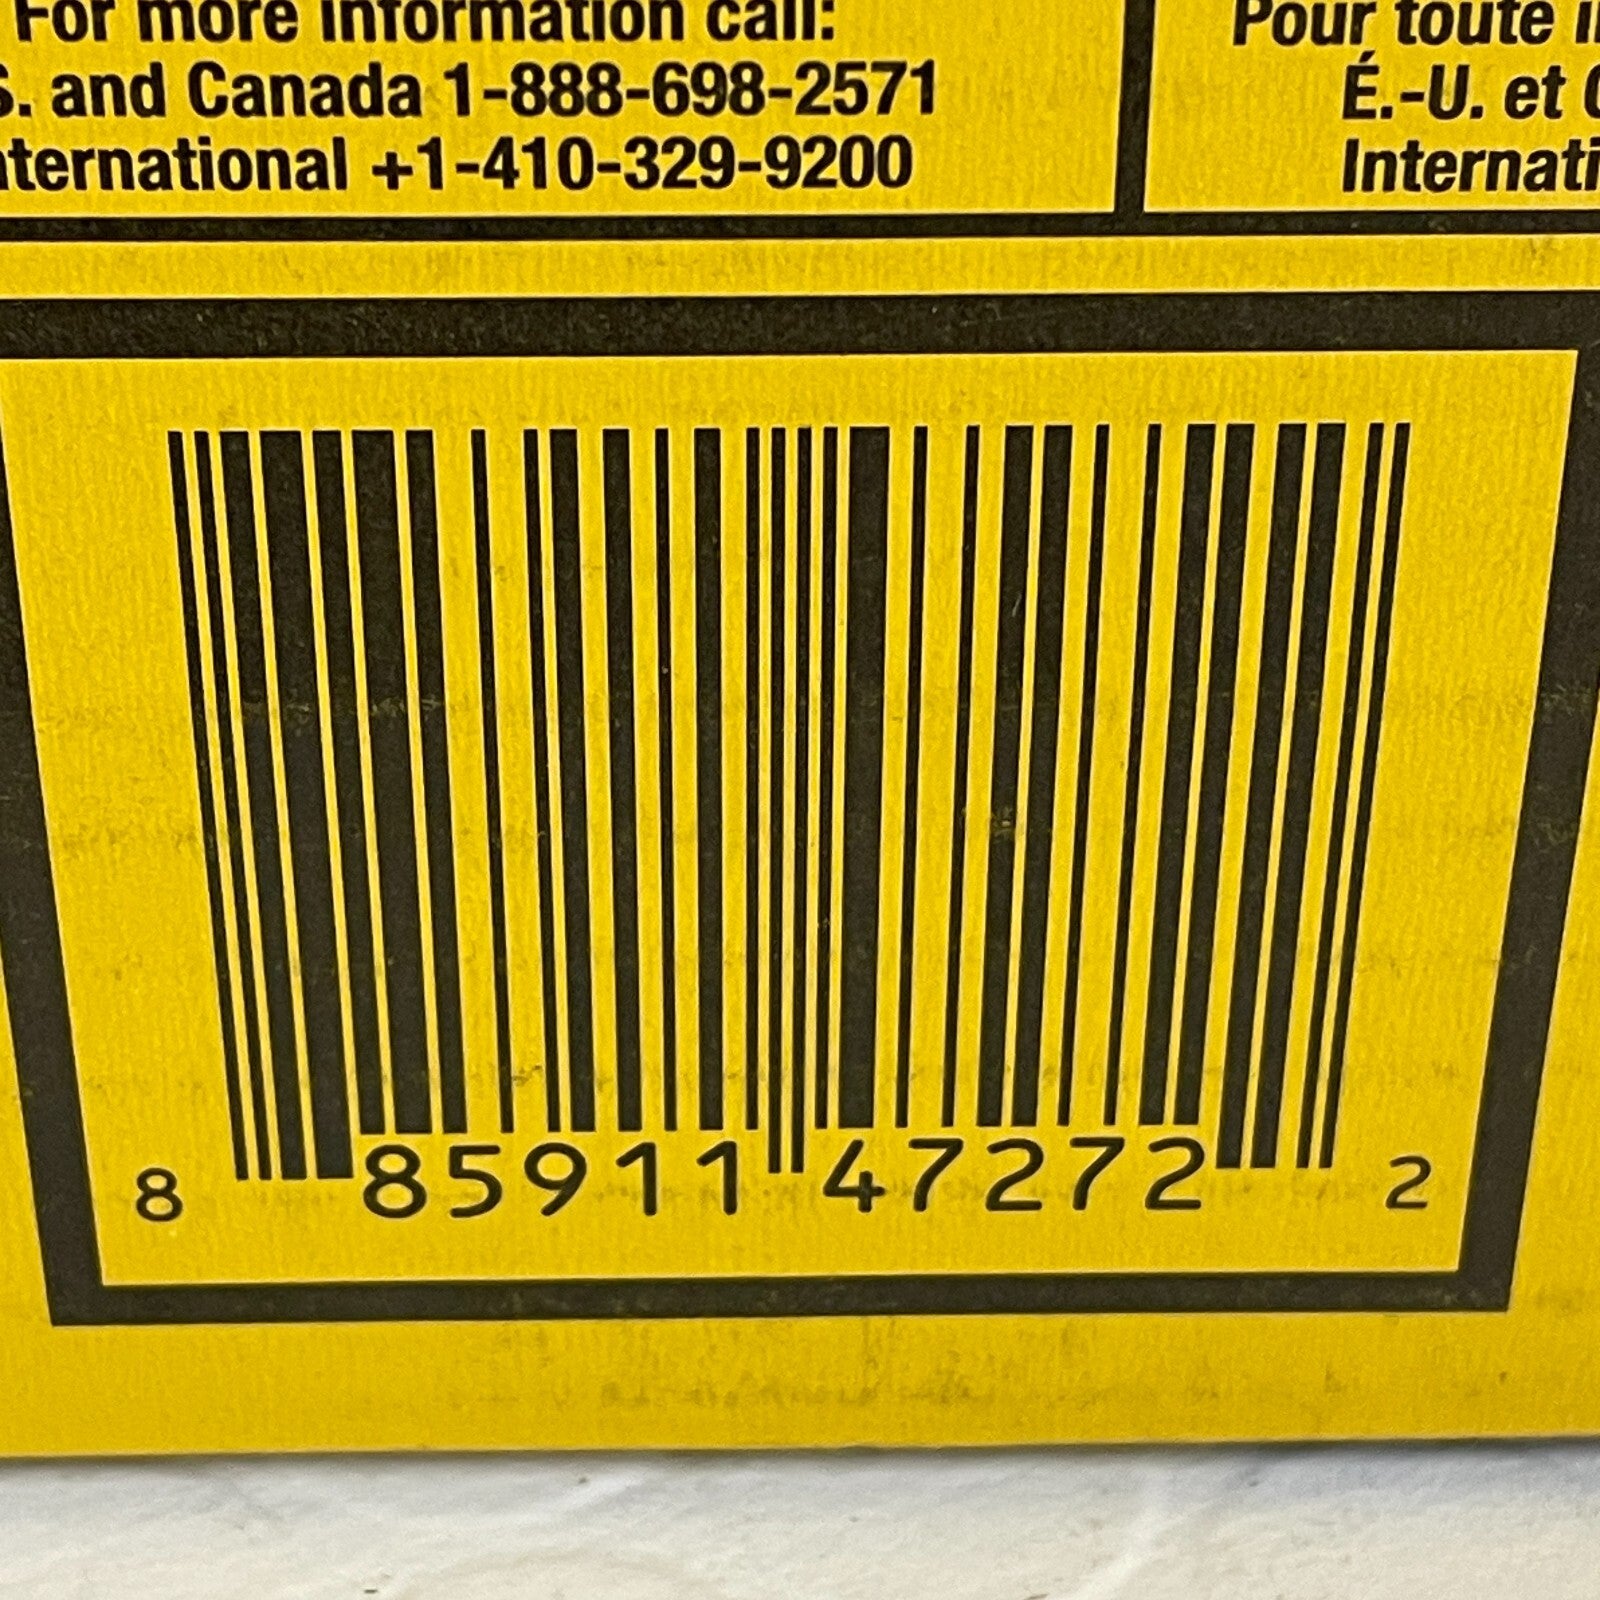 For more information call:
S. and Canada 1-888-698-2571
nternational +1-410-329-9200
Pour toute i
É.-U. et C
Internati
8 85911 47272 2